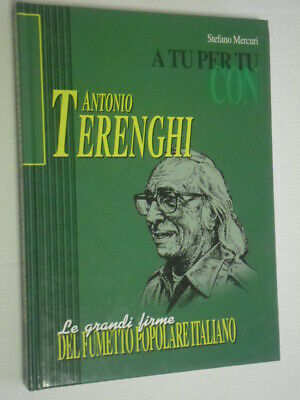 Stefano Mercuri
A TU PER TU
CON
ANTONIO
TERENGHI
Le grandi firme
DEL FUMETTO POPOLARE ITALIANO